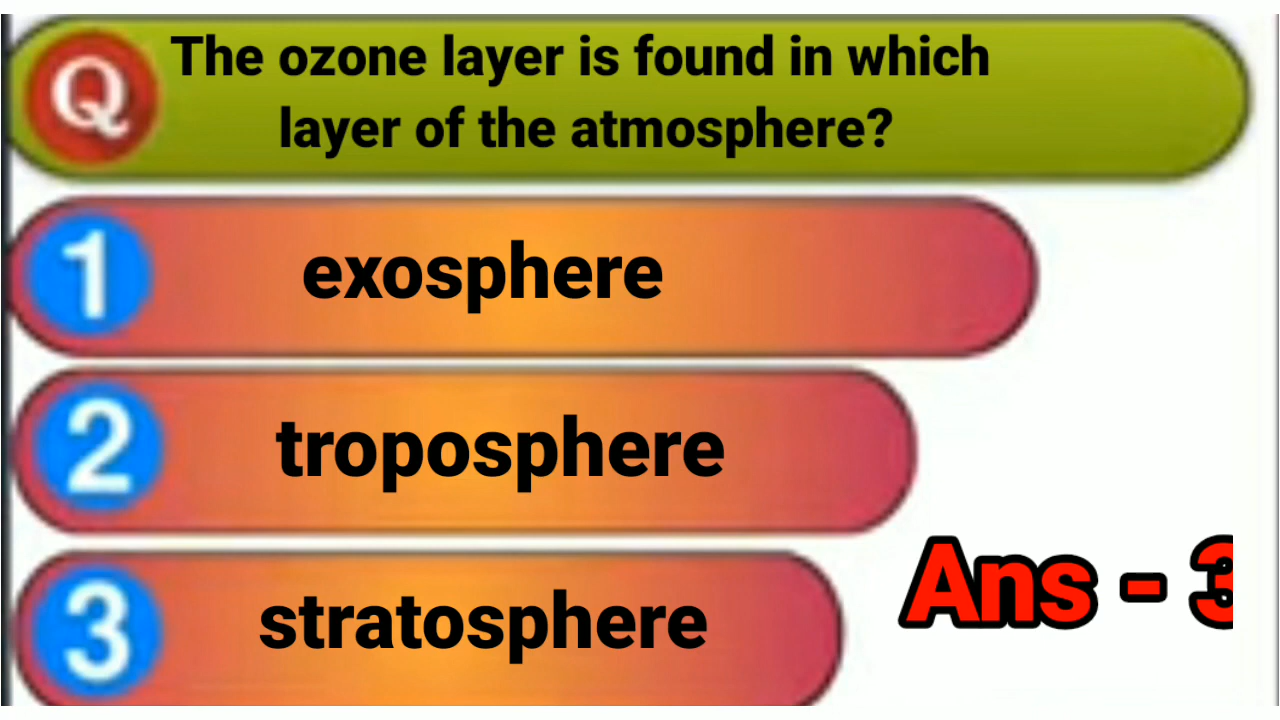 Q
The ozone layer is found in which
layer of the atmosphere?
1 exosphere
2 troposphere
3 stratosphere
Ans - 3